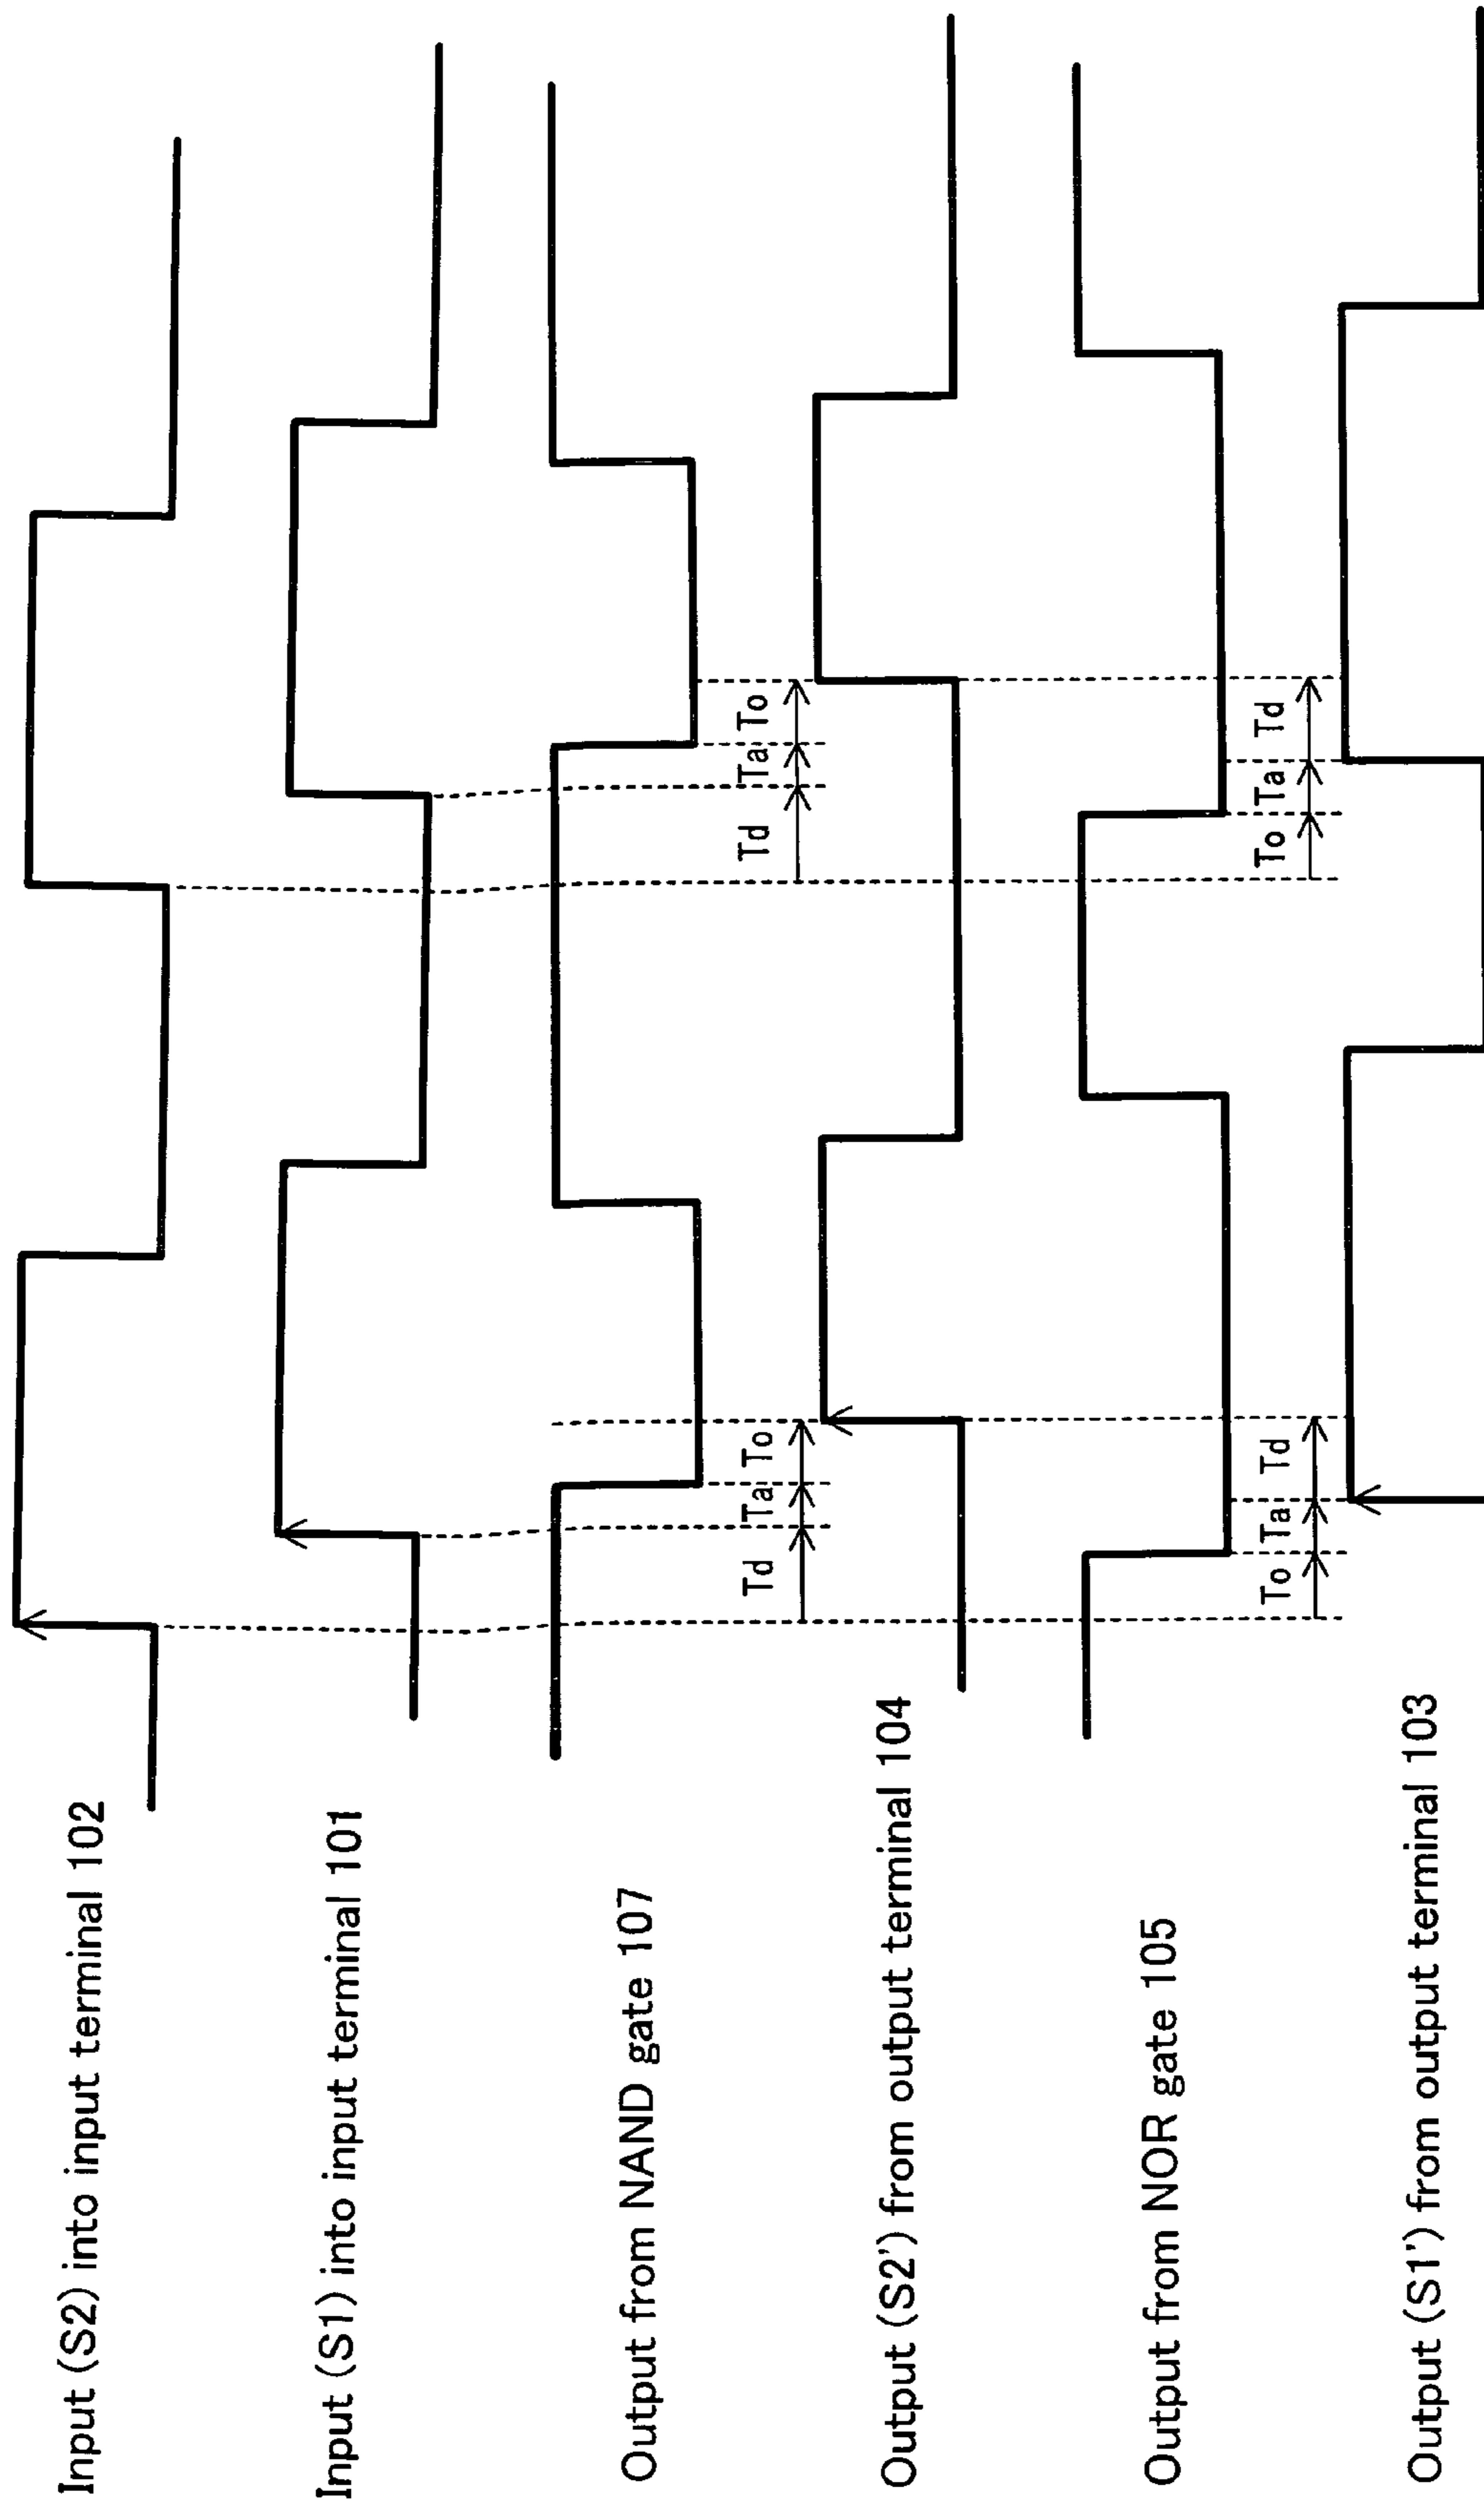 Input (S2) into input terminal 102
Input (S1) into input terminal 101
Output from NAND gate 107
Td Ta To
Td Ta To
Output (S2') from output terminal 104
Output from NOR gate 105
To Ta Td
To Ta Td
Output (S1') from output terminal 103